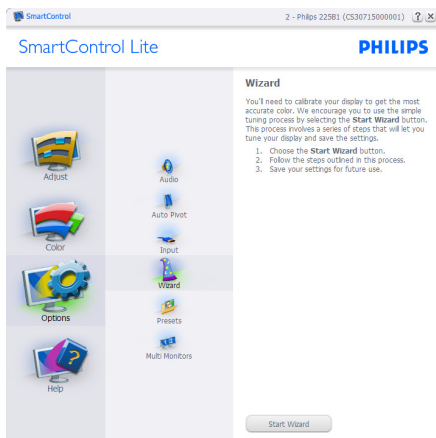 SmartControl
2 - Philips 225B1 (CS30715000001)
?
X
SmartControl Lite
PHILIPS
Adjust
Color
Options
Help
Audio
Auto Pivot
Input
Wizard
Presets
Multi Monitors
Wizard
You'll need to calibrate your display to get the most
accurate color. We encourage you to use the simple
tuning process by selecting the Start Wizard button.
This process involves a series of steps that will let you
tune your display and save the settings.
1. Choose the Start Wizard button.
2. Follow the steps outlined in this process.
3. Save your settings for future use.
Start Wizard